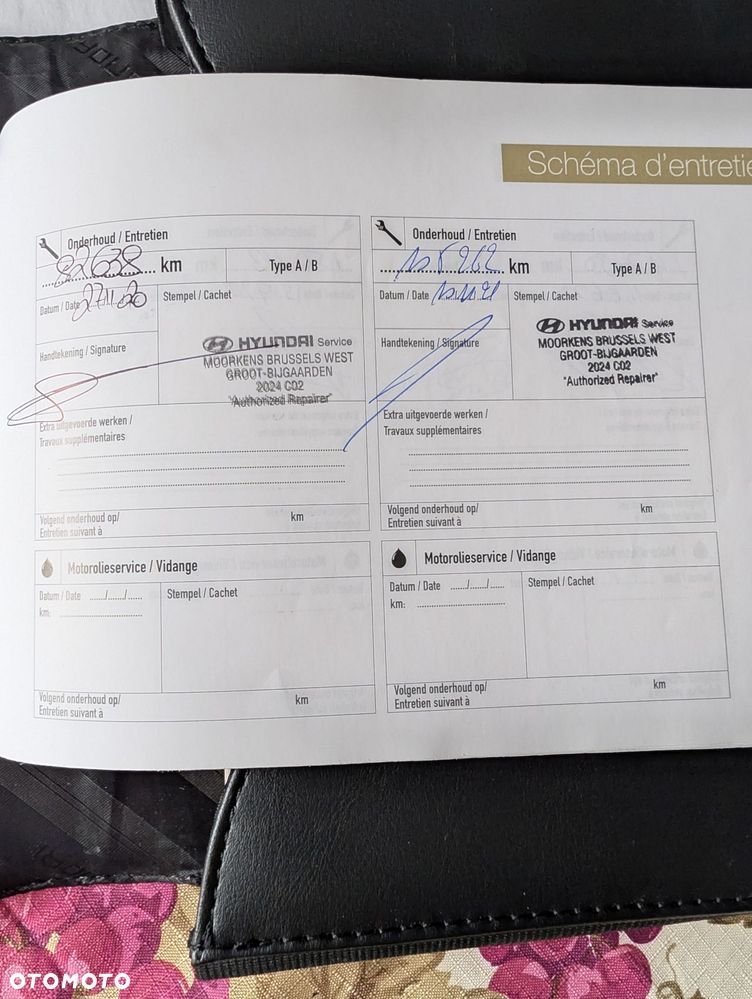 Schéma d'entretie
Onderhoud / Entretien
82638 km
Type A / B
Datum / Date 27.11.20
Stempel / Cachet
Handtekening / Signature
HYUNDAI Service
MOORKENS BRUSSELS WEST
GROOT-BIJGAARDEN
2024 C02
"Authorized Repairer"
Extra uitgevoerde werken /
Travaux supplémentaires
Volgend onderhoud op/
Entretien suivant à
km
Onderhoud / Entretien
km
Type A / B
Datum / Date
Stempel / Cachet
Handtekening / Signature
HYUNDAI Service
MOORKENS BRUSSELS WEST
GROOT-BIJGAARDEN
2024 C02
"Authorized Repairer"
Extra uitgevoerde werken /
Travaux supplémentaires
Volgend onderhoud op/
Entretien suivant à
km
Motorolieservice / Vidange
Datum / Date ....../....../......
km:
Stempel / Cachet
Volgend onderhoud op/
Entretien suivant à
km
Motorolieservice / Vidange
Datum / Date ....../....../......
km:
Stempel / Cachet
Volgend onderhoud op/
Entretien suivant à
km
OTOMOTO